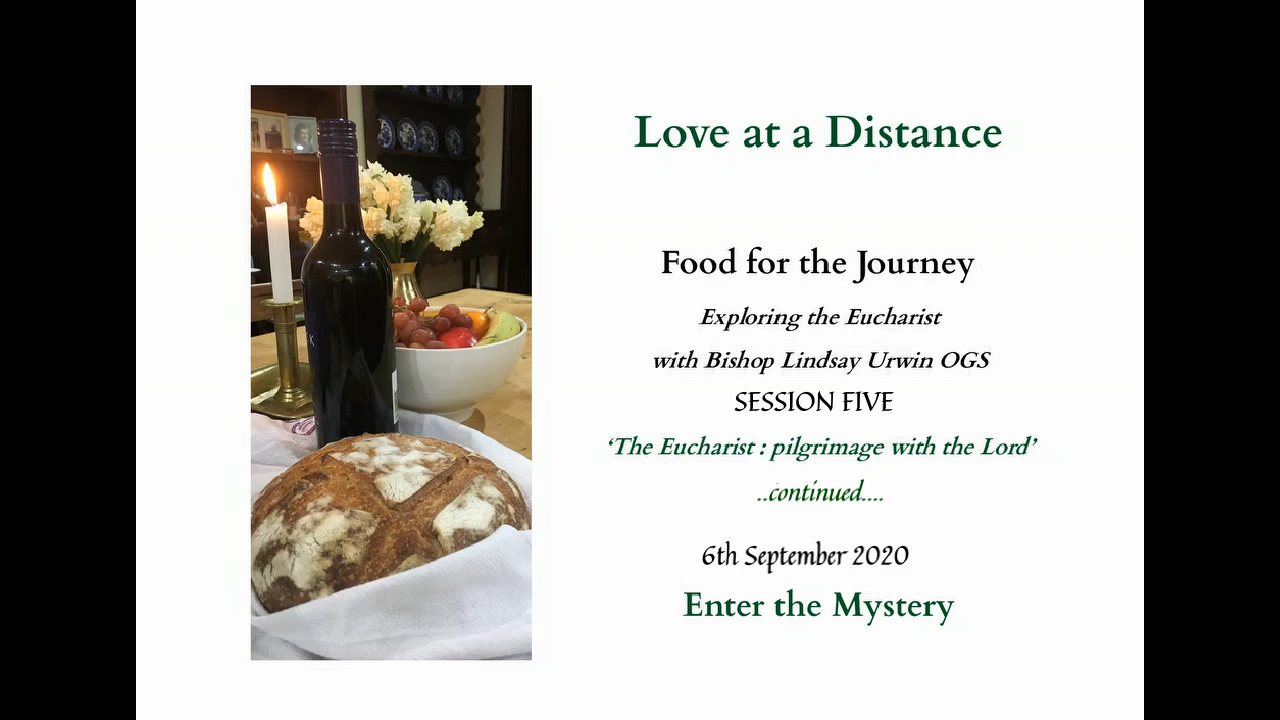 Love at a Distance
Food for the Journey
Exploring the Eucharist
with Bishop Lindsay Urwin OGS
SESSION FIVE
‘The Eucharist : pilgrimage with the Lord’
..continued....
6th September 2020
Enter the Mystery